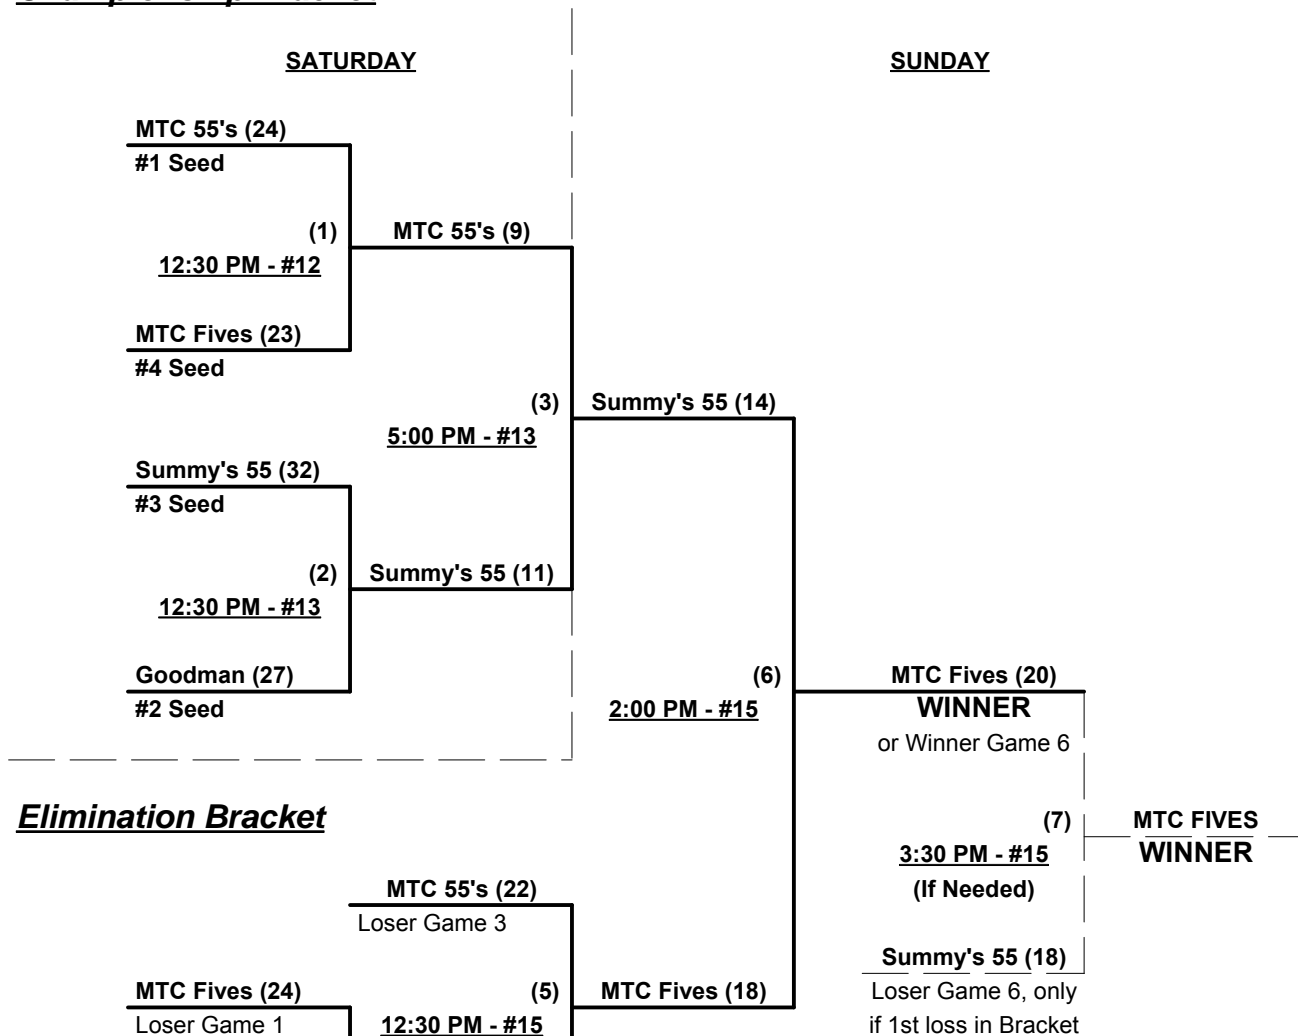 SATURDAY
SUNDAY
MTC 55's (24)
#1 Seed
(1)
MTC 55's (9)
12:30 PM - #12
MTC Fives (23)
#4 Seed
(3)
Summy's 55 (14)
5:00 PM - #13
Summy's 55 (32)
#3 Seed
(2)
Summy's 55 (11)
12:30 PM - #13
Goodman (27)
#2 Seed
(6)
MTC Fives (20)
2:00 PM - #15
WINNER
or Winner Game 6
Elimination Bracket
(7)
MTC FIVES
3:30 PM - #15
WINNER
(If Needed)
MTC 55's (22)
Loser Game 3
Summy's 55 (18)
MTC Fives (24)
(5)
MTC Fives (18)
Loser Game 6, only
Loser Game 1
12:30 PM - #15
if 1st loss in Bracket